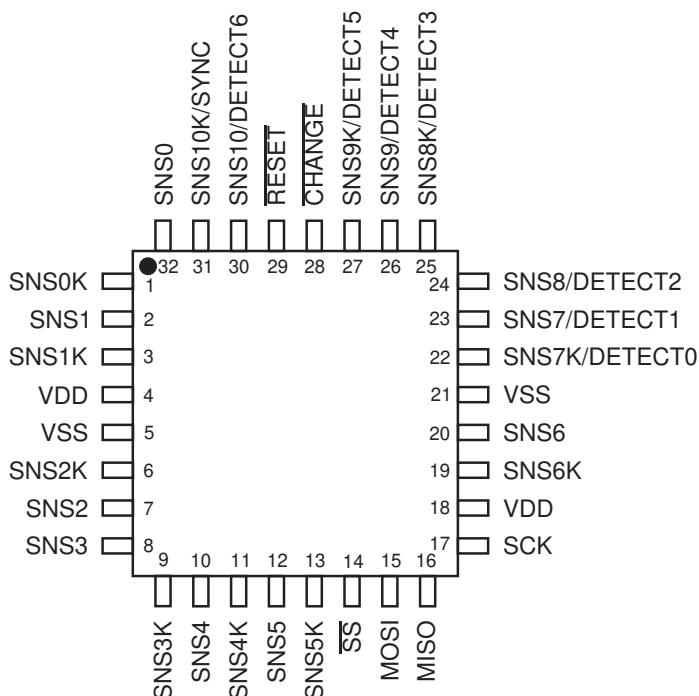 SNS0
SNS10K/SYNC
SNS10/DETECT6
RESET
CHANGE
SNS9K/DETECT5
SNS9/DETECT4
SNS8K/DETECT3
32 31 30 29 28 27 26 25
SNS0K 1
SNS1 2
SNS1K 3
VDD 4
VSS 5
SNS2K 6
SNS2 7
SNS3 8
24 SNS8/DETECT2
23 SNS7/DETECT1
22 SNS7K/DETECT0
21 VSS
20 SNS6
19 SNS6K
18 VDD
17 SCK
9 10 11 12 13 14 15 16
SNS3K
SNS4
SNS4K
SNS5
SNS5K
SS
MOSI
MISO